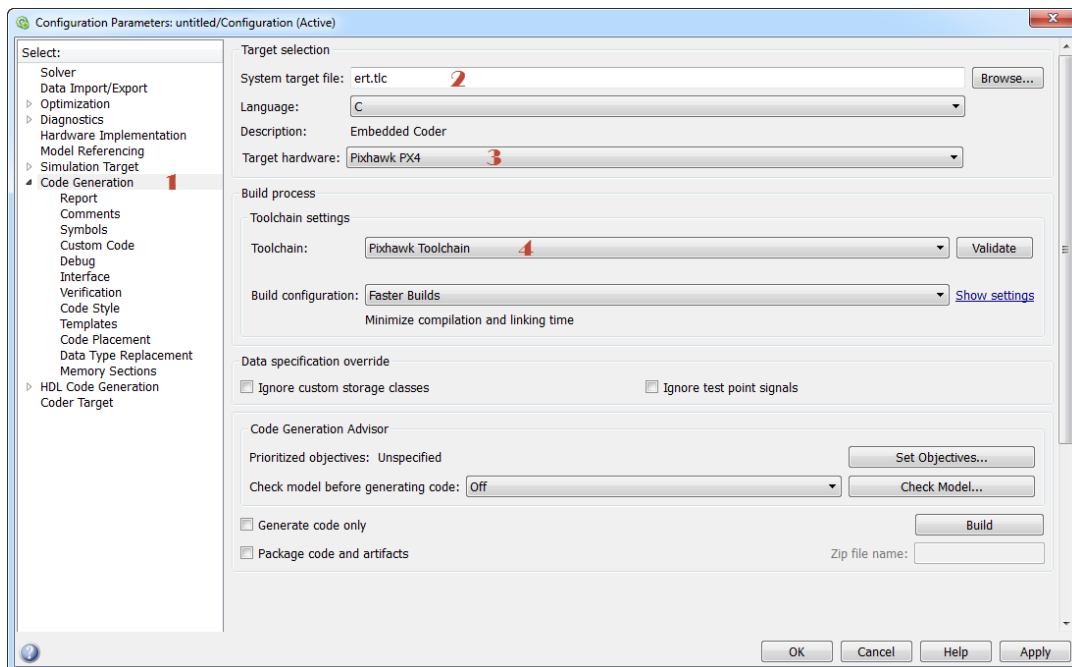 Configuration Parameters: untitled/Configuration (Active)
Select:
Solver
Data Import/Export
Optimization
Diagnostics
Hardware Implementation
Model Referencing
Simulation Target
Code Generation 1
Report
Comments
Symbols
Custom Code
Debug
Interface
Verification
Code Style
Templates
Code Placement
Data Type Replacement
Memory Sections
HDL Code Generation
Coder Target
Target selection
System target file: ert.tlc 2 Browse...
Language: C
Description: Embedded Coder
Target hardware: Pixhawk PX4 3
Build process
Toolchain settings
Toolchain: Pixhawk Toolchain 4 Validate
Build configuration: Faster Builds Show settings
Minimize compilation and linking time
Data specification override
Ignore custom storage classes Ignore test point signals
Code Generation Advisor
Prioritized objectives: Unspecified Set Objectives...
Check model before generating code: Off Check Model...
Generate code only Build
Package code and artifacts Zip file name:
OK Cancel Help Apply